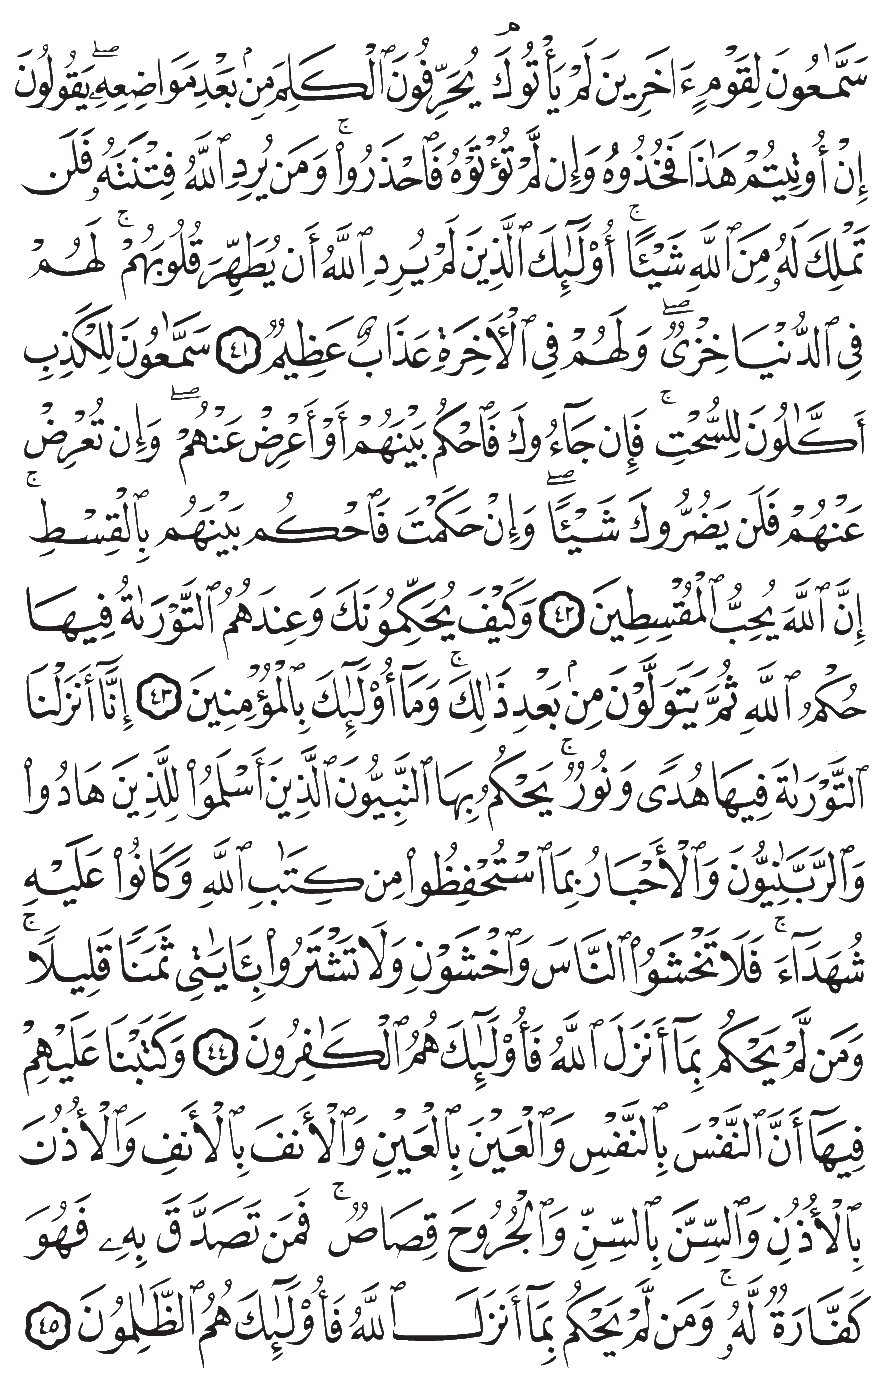 سَمَّٰعُونَ لِقَوۡمٍ ءَاخَرِينَ لَمۡ يَأۡتُوكَۘ يُحَرِّفُونَ ٱلۡكَلِمَ مِنۢ بَعۡدِ مَوَاضِعِهِۦۖ يَقُولُونَ
إِنۡ أُوتِيتُمۡ هَٰذَا فَخُذُوهُ وَإِن لَّمۡ تُؤۡتَوۡهُ فَٱحۡذَرُواْۚ وَمَن يُرِدِ ٱللَّهُ فِتۡنَتَهُۥ فَلَن
تَمۡلِكَ لَهُۥ مِنَ ٱللَّهِ شَيۡـًٔاۚ أُوْلَٰٓئِكَ ٱلَّذِينَ لَمۡ يُرِدِ ٱللَّهُ أَن يُطَهِّرَ قُلُوبَهُمۡۚ لَهُمۡ
فِي ٱلدُّنۡيَا خِزۡيٞۖ وَلَهُمۡ فِي ٱلۡأٓخِرَةِ عَذَابٌ عَظِيمٞ ٤١ سَمَّٰعُونَ لِلۡكَذِبِ
أَكَّٰلُونَ لِلسُّحۡتِۚ فَإِن جَآءُوكَ فَٱحۡكُم بَيۡنَهُمۡ أَوۡ أَعۡرِضۡ عَنۡهُمۡۖ وَإِن تُعۡرِضۡ
عَنۡهُمۡ فَلَن يَضُرُّوكَ شَيۡـٔٗاۖ وَإِنۡ حَكَمۡتَ فَٱحۡكُم بَيۡنَهُم بِٱلۡقِسۡطِۚ
إِنَّ ٱللَّهَ يُحِبُّ ٱلۡمُقۡسِطِينَ ٤٢ وَكَيۡفَ يُحَكِّمُونَكَ وَعِندَهُمُ ٱلتَّوۡرَىٰةُ فِيهَا
حُكۡمُ ٱللَّهِ ثُمَّ يَتَوَلَّوۡنَ مِنۢ بَعۡدِ ذَٰلِكَۚ وَمَآ أُوْلَٰٓئِكَ بِٱلۡمُؤۡمِنِينَ ٤٣ إِنَّآ أَنزَلۡنَا
ٱلتَّوۡرَىٰةَ فِيهَا هُدٗى وَنُورٞۚ يَحۡكُمُ بِهَا ٱلنَّبِيُّونَ ٱلَّذِينَ أَسۡلَمُواْ لِلَّذِينَ هَادُواْ
وَٱلرَّبَّٰنِيُّونَ وَٱلۡأَحۡبَارُ بِمَا ٱسۡتُحۡفِظُواْ مِن كِتَٰبِ ٱللَّهِ وَكَانُواْ عَلَيۡهِ
شُهَدَآءَۚ فَلَا تَخۡشَوُاْ ٱلنَّاسَ وَٱخۡشَوۡنِ وَلَا تَشۡتَرُواْ بِـَٔايَٰتِي ثَمَنٗا قَلِيلٗاۚ
وَمَن لَّمۡ يَحۡكُم بِمَآ أَنزَلَ ٱللَّهُ فَأُوْلَٰٓئِكَ هُمُ ٱلۡكَٰفِرُونَ ٤٤ وَكَتَبۡنَا عَلَيۡهِمۡ
فِيهَآ أَنَّ ٱلنَّفۡسَ بِٱلنَّفۡسِ وَٱلۡعَيۡنَ بِٱلۡعَيۡنِ وَٱلۡأَنفَ بِٱلۡأَنفِ وَٱلۡأُذُنَ
بِٱلۡأُذُنِ وَٱلسِّنَّ بِٱلسِّنِّ وَٱلۡجُرُوحَ قِصَاصٞۚ فَمَن تَصَدَّقَ بِهِۦ فَهُوَ
كَفَّارَةٞ لَّهُۥۚ وَمَن لَّمۡ يَحۡكُم بِمَآ أَنزَلَ ٱللَّهُ فَأُوْلَٰٓئِكَ هُمُ ٱلظَّٰلِمُونَ ٤٥